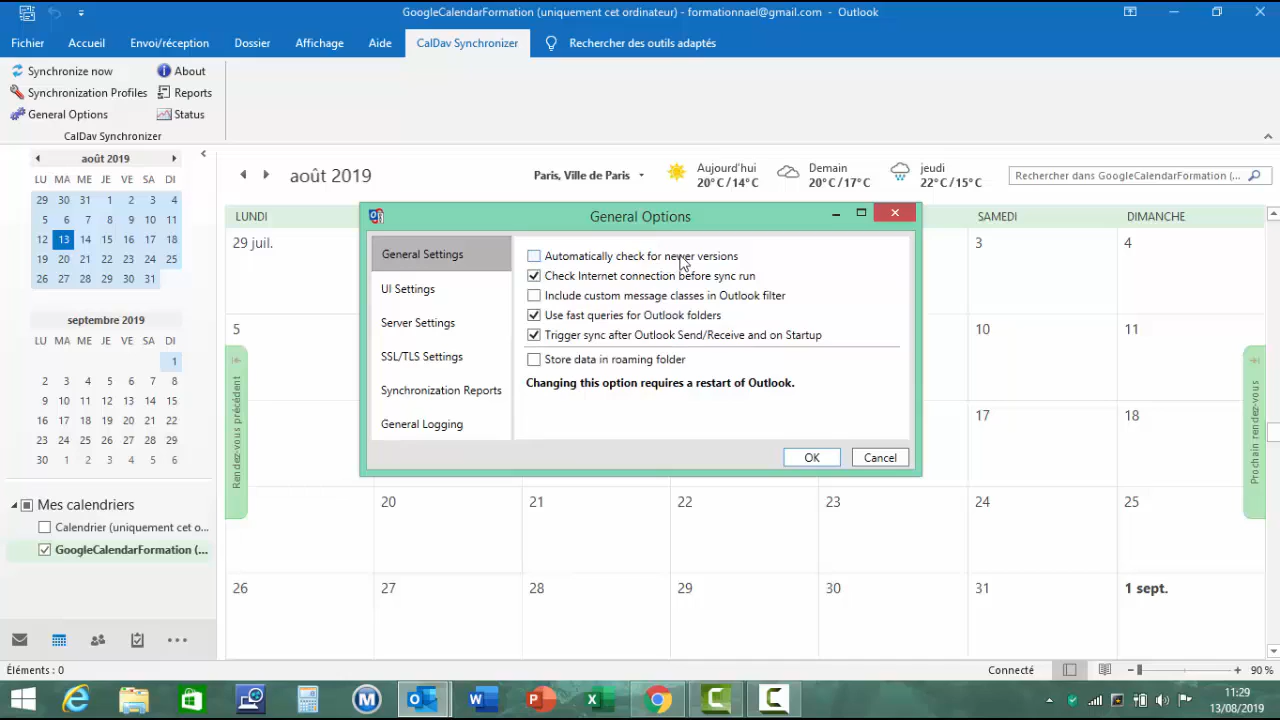 GoogleCalendarFormation (uniquement cet ordinateur) - formationnael@gmail.com - Outlook
Fichier Accueil Envoi/réception Dossier Affichage Aide CalDav Synchronizer Rechercher des outils adaptés
Synchronize now About
Synchronization Profiles Reports
General Options Status
CalDav Synchronizer
août 2019
LU MA ME JE VE SA DI
29 30 31 1 2 3 4
5 6 7 8 9 10 11
12 13 14 15 16 17 18
19 20 21 22 23 24 25
26 27 28 29 30 31
septembre 2019
LU MA ME JE VE SA DI
1
2 3 4 5 6 7 8
9 10 11 12 13 14 15
16 17 18 19 20 21 22
23 24 25 26 27 28 29
30 1 2 3 4 5 6
Mes calendriers
Calendrier (uniquement cet o...
GoogleCalendarFormation (...
août 2019
Paris, Ville de Paris
Aujourd'hui
20°C/14°C
Demain
20°C/17°C
jeudi
22°C/15°C
Rechercher dans GoogleCalendarFormation (...
LUNDI SAMEDI DIMANCHE
29 juil. 3 4
5 10 11
17 18
20 21 22 23 24 25
26 27 28 29 30 31 1 sept.
Rendez-vous précédent
Prochain rendez-vous
General Options
General Settings
UI Settings
Server Settings
SSL/TLS Settings
Synchronization Reports
General Logging
Automatically check for newer versions
Check Internet connection before sync run
Include custom message classes in Outlook filter
Use fast queries for Outlook folders
Trigger sync after Outlook Send/Receive and on Startup
Store data in roaming folder
Changing this option requires a restart of Outlook.
OK Cancel
Éléments : 0
Connecté
90 %
11:29
13/08/2019